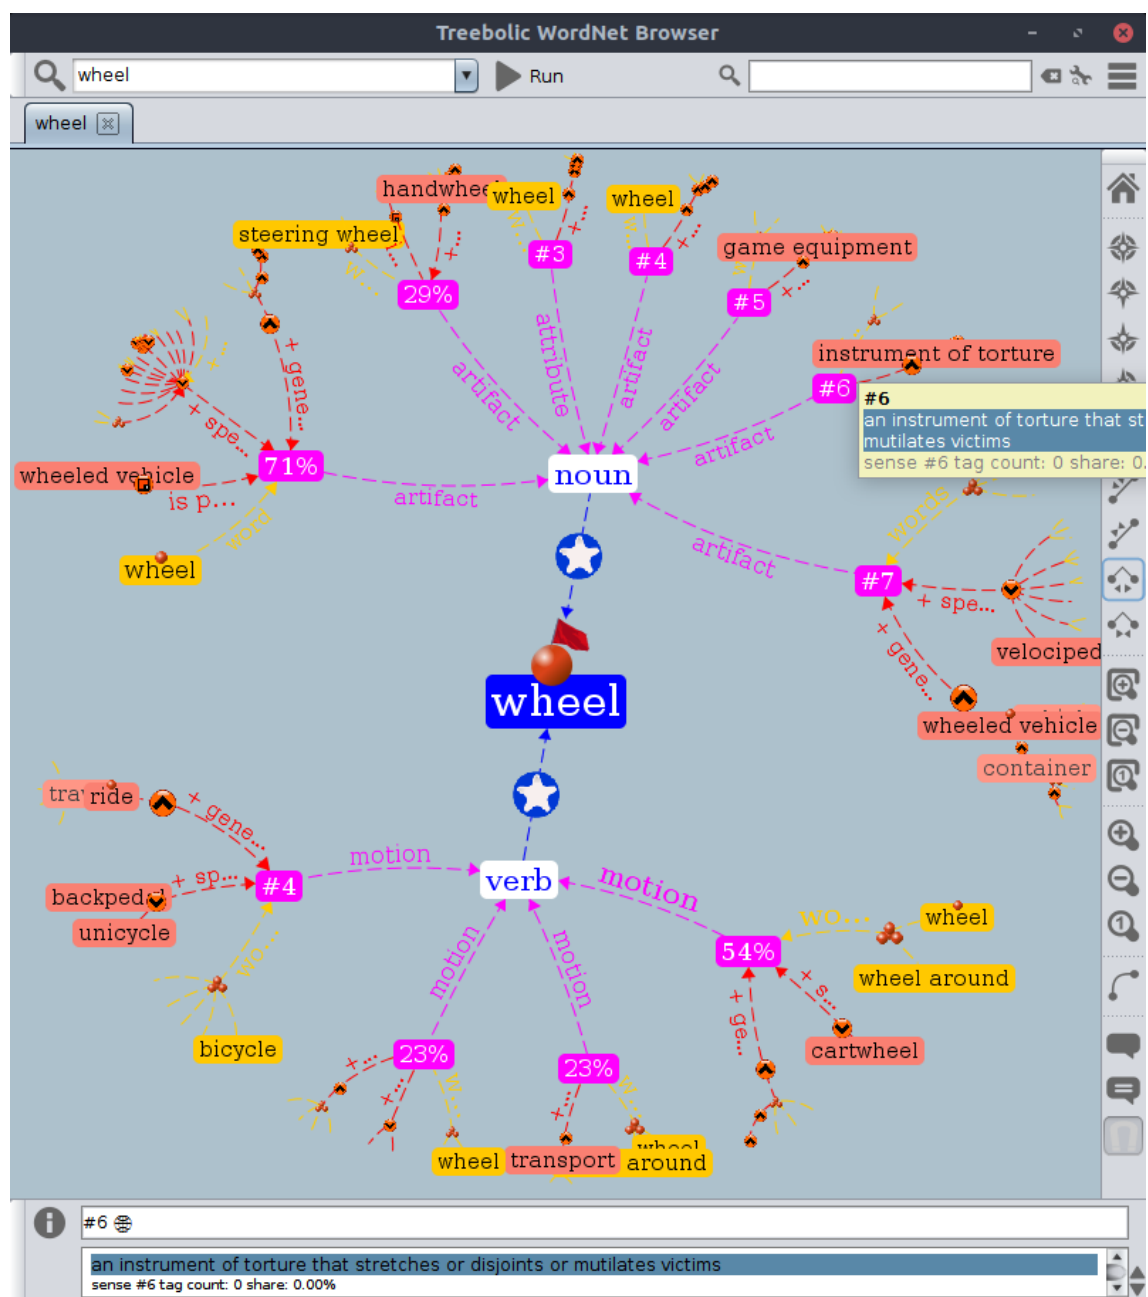 Treebolic WordNet Browser
wheel
Run
wheel
handwheel
wheel
wheel
steering wheel
+...
+...
+...
w...
w...
w...
#3
#4
game equipment
29%
#5
+...
+ gene...
attribute
artifact
instrument of torture
artifact
artifact
#6
#6
an instrument of torture that st
mutilates victims
sense #6 tag count: 0 share: 0.
+ spe...
artifact
71%
noun
wheeled vehicle
is p...
artifact
words
word
artifact
wheel
#7
+ spe...
+ gene...
velociped
wheel
wheeled vehicle
container
tra
ride
+ gene...
motion
verb
motion
+ sp...
#4
backpedal
unicycle
wo...
motion
motion
wo...
wheel
54%
wheel around
+ s...
+ ge...
bicycle
23%
23%
cartwheel
+...
+...
w...
+...
w...
wheel
wheel
transport
around
#6
an instrument of torture that stretches or disjoints or mutilates victims
sense #6 tag count: 0 share: 0.00%